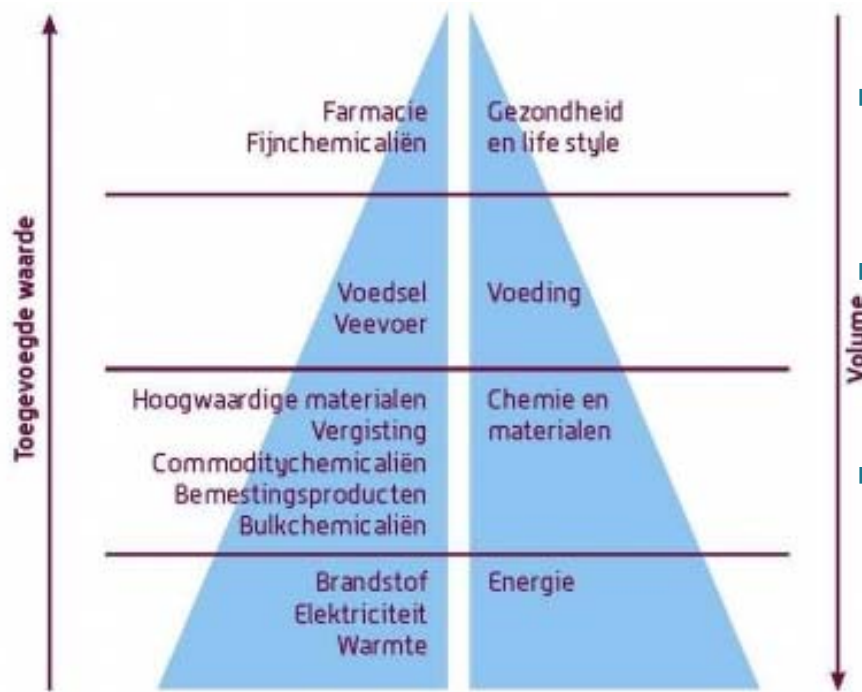 Toegevoegde waarde
Farmacie
Fijnchemicaliën
Gezondheid
en life style
Voedsel
Veevoer
Voeding
Hoogwaardige materialen
Vergisting
Commoditychemicaliën
Bemestingsproducten
Bulkchemicaliën
Chemie en
materialen
Brandstof
Elektriciteit
Warmte
Energie
Volume